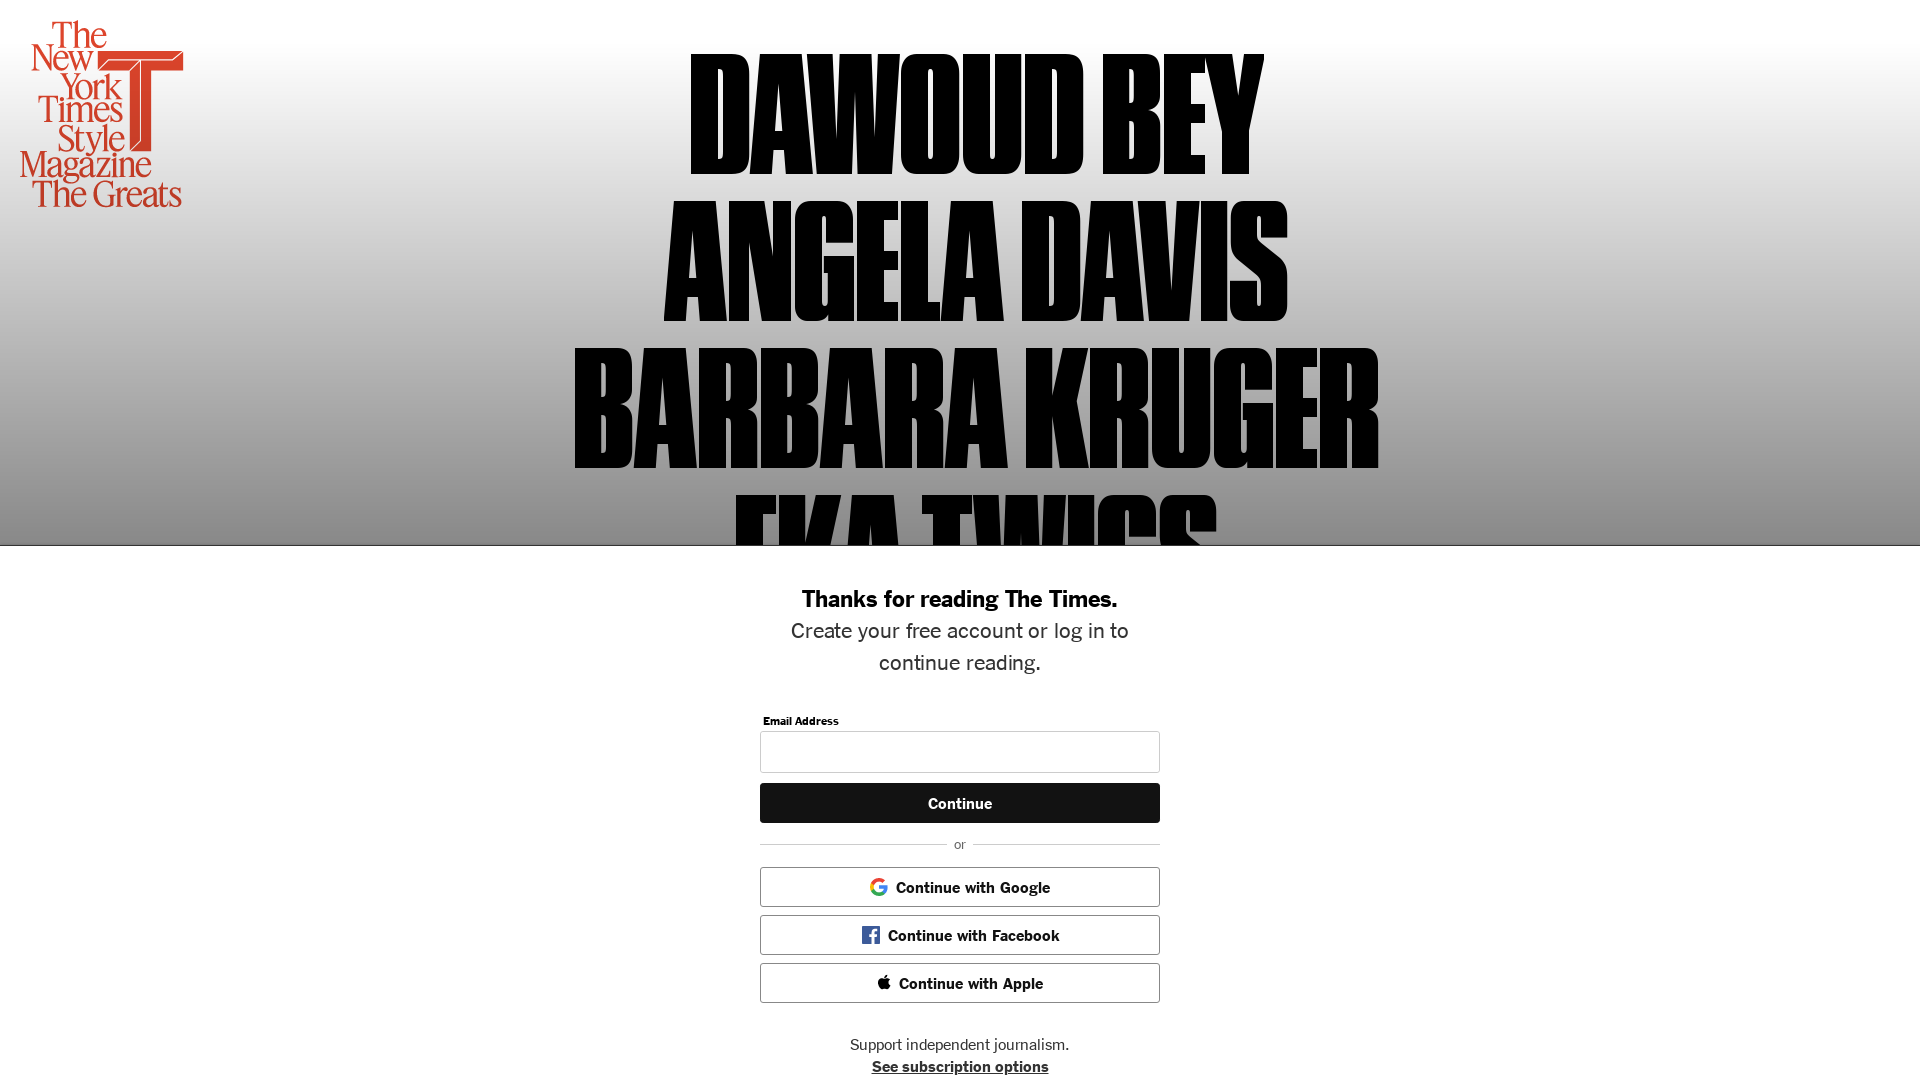 The
New
York
Times
Style
Magazine
The Greats
DAWOUD BEY
ANGELA DAVIS
BARBARA KRUGER
FKA TWIGS
Thanks for reading The Times.
Create your free account or log in to
continue reading.
Email Address
Continue
or
Continue with Google
Continue with Facebook
Continue with Apple
Support independent journalism.
See subscription options